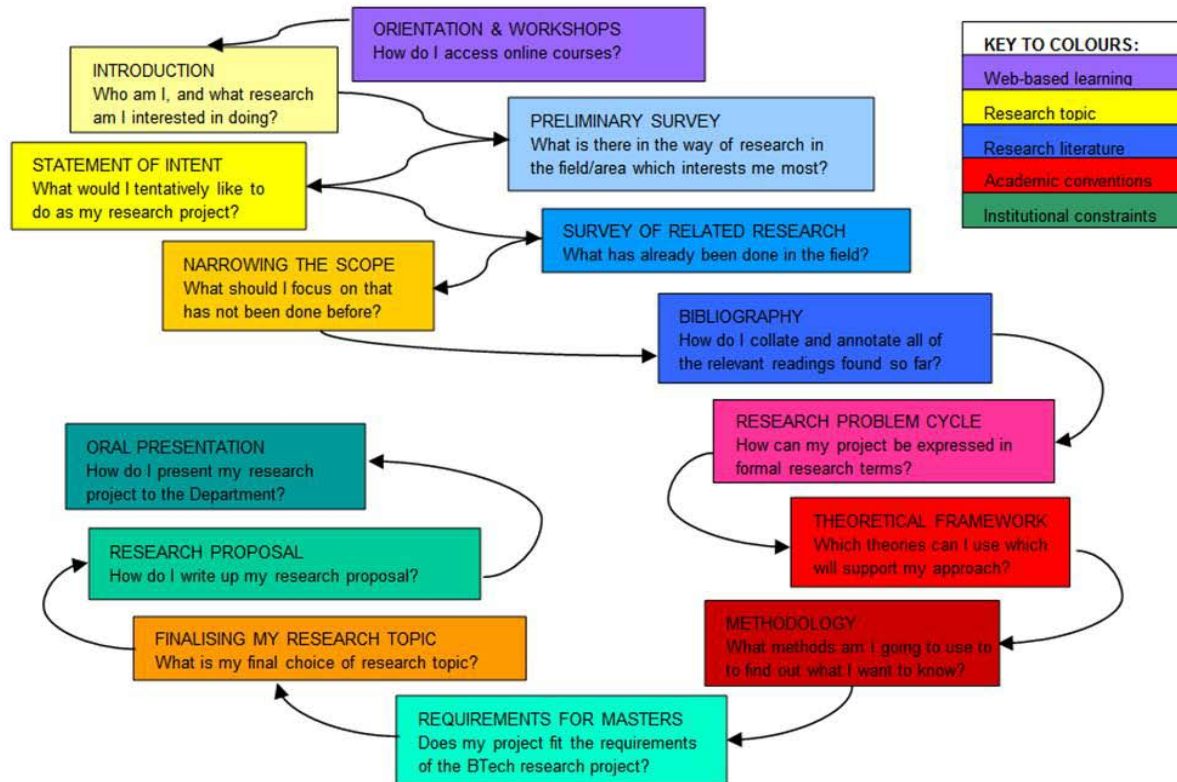 ORIENTATION & WORKSHOPS
How do I access online courses?
INTRODUCTION
Who am I, and what research
am I interested in doing?
PRELIMINARY SURVEY
What is there in the way of research in
the field/area which interests me most?
STATEMENT OF INTENT
What would I tentatively like to
do as my research project?
SURVEY OF RELATED RESEARCH
What has already been done in the field?
NARROWING THE SCOPE
What should I focus on that
has not been done before?
BIBLIOGRAPHY
How do I collate and annotate all of
the relevant readings found so far?
RESEARCH PROBLEM CYCLE
How can my project be expressed in
formal research terms?
THEORETICAL FRAMEWORK
Which theories can I use which
will support my approach?
METHODOLOGY
What methods am I going to use to
to find out what I want to know?
REQUIREMENTS FOR MASTERS
Does my project fit the requirements
of the BTech research project?
FINALISING MY RESEARCH TOPIC
What is my final choice of research topic?
RESEARCH PROPOSAL
How do I write up my research proposal?
ORAL PRESENTATION
How do I present my research
project to the Department?
KEY TO COLOURS:
Web-based learning
Research topic
Research literature
Academic conventions
Institutional constraints